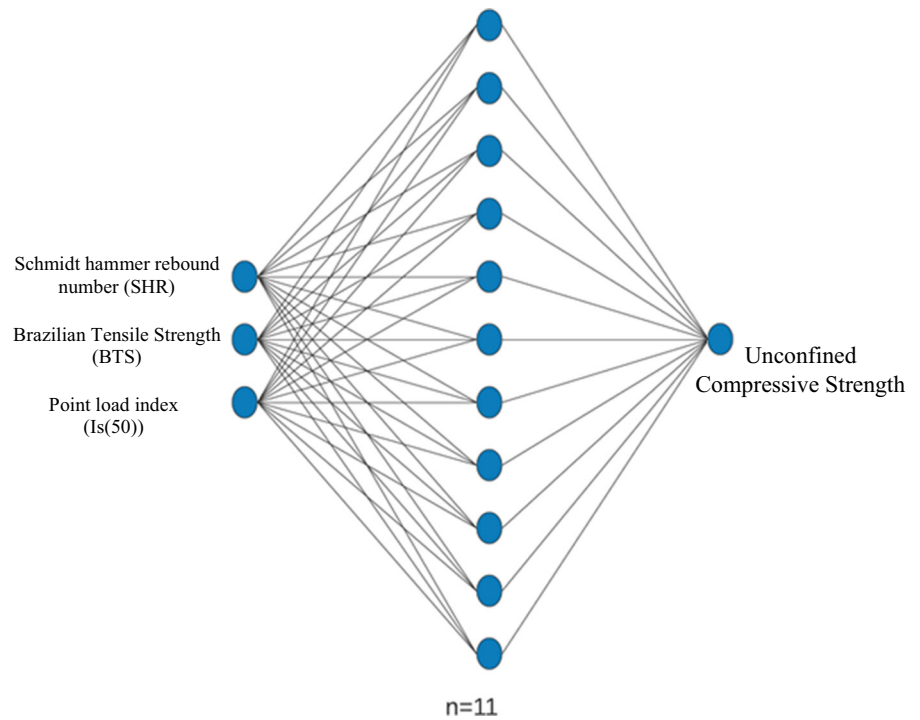 Schmidt hammer rebound
number (SHR)
Brazilian Tensile Strength
(BTS)
Point load index
(Is(50))
Unconfined
Compressive Strength
n=11